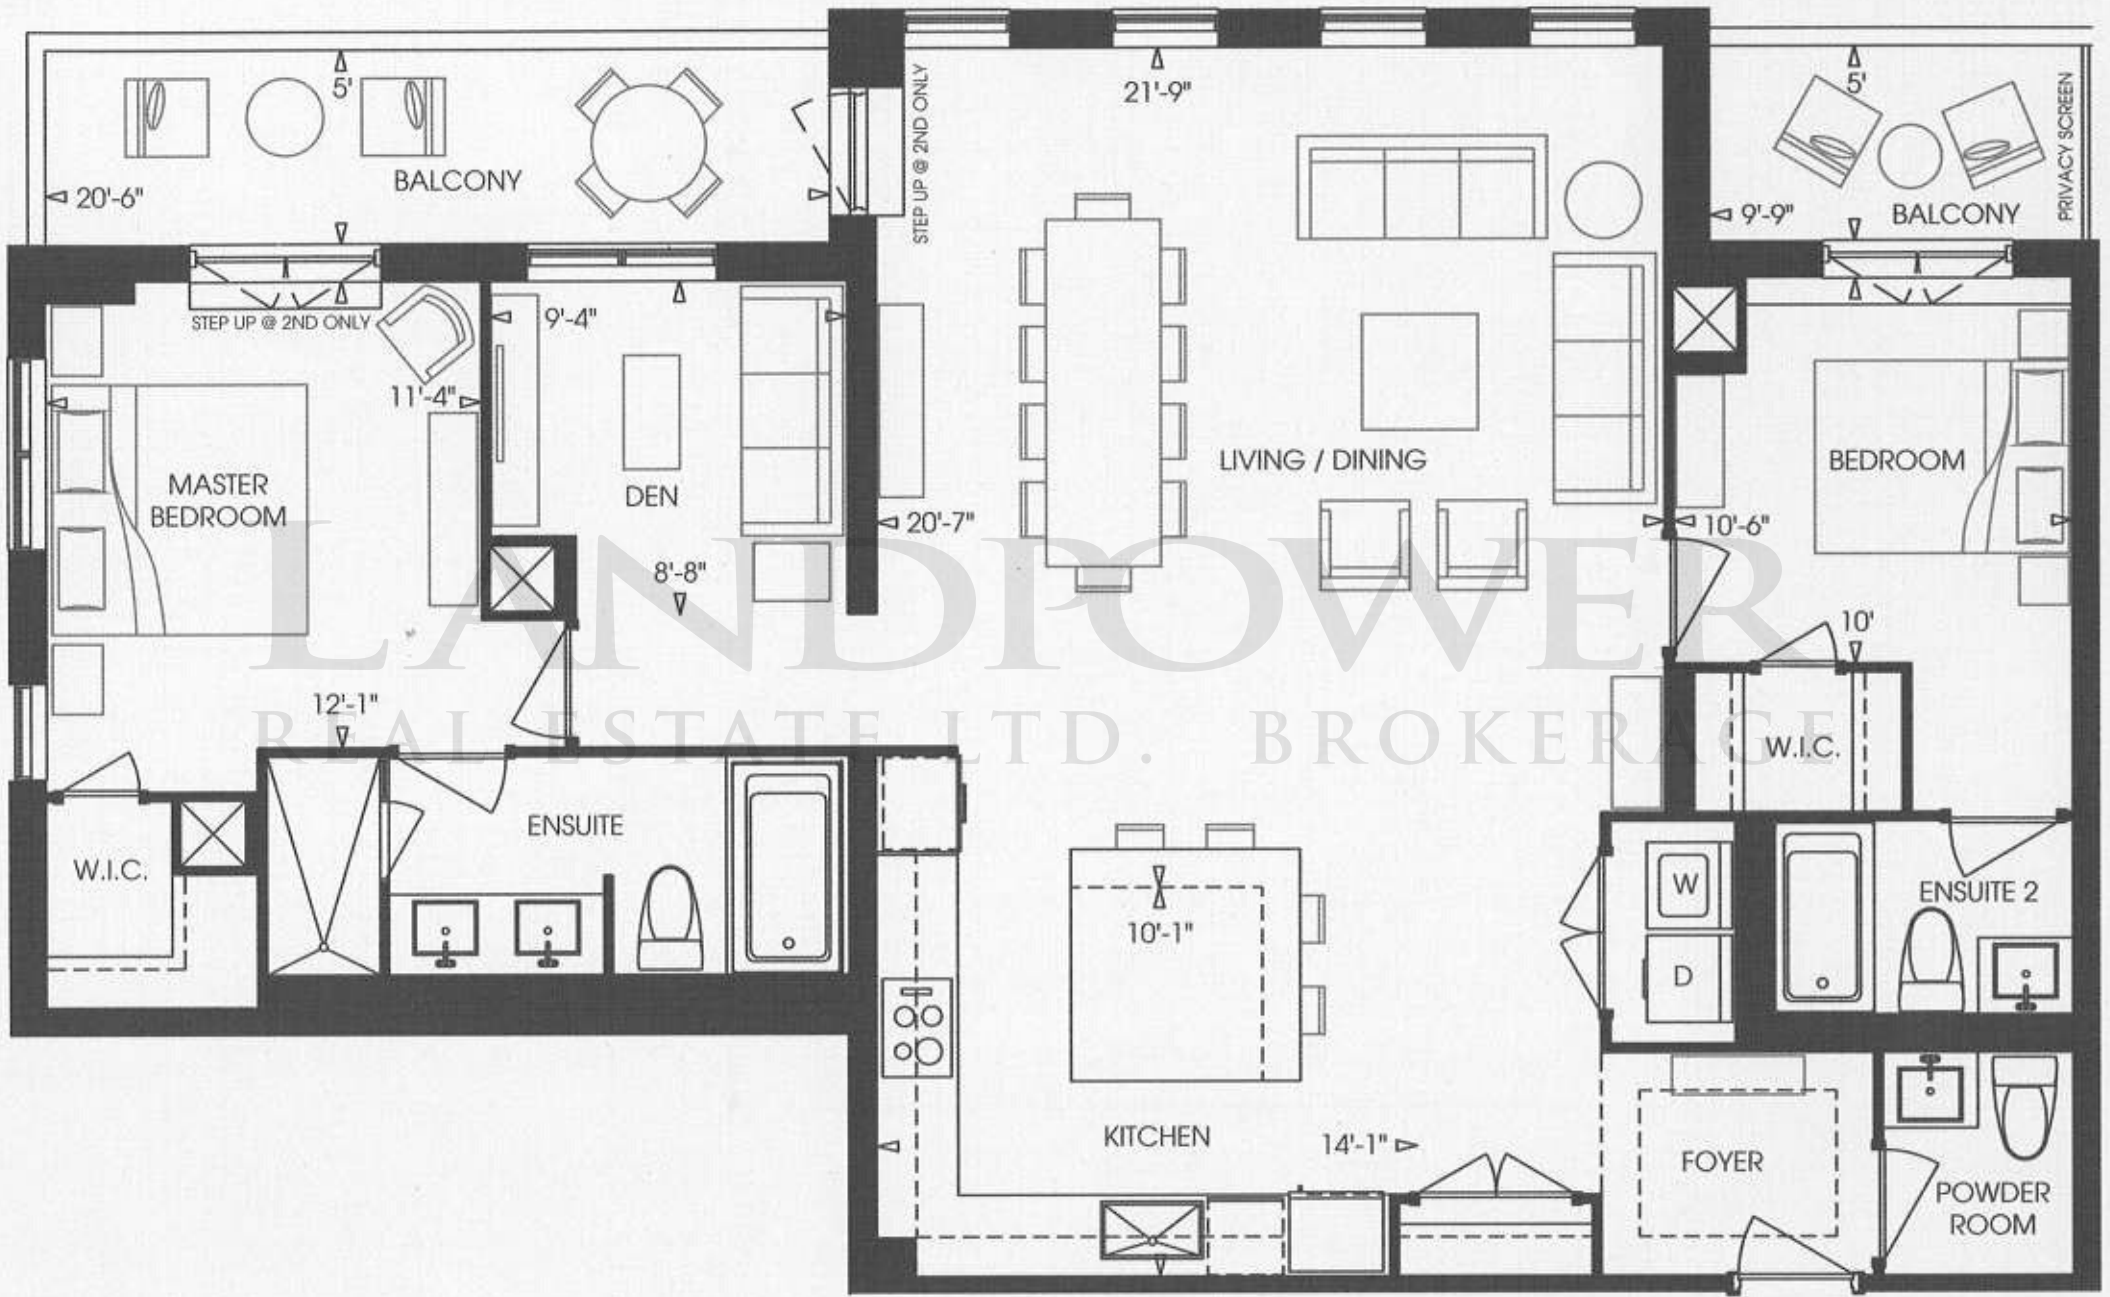 5'
21'-9"
5'
STEP UP @ 2ND ONLY
PRIVACY SCREEN
BALCONY
20'-6"
9'-9"
BALCONY
STEP UP @ 2ND ONLY
9'-4"
11'-4"
MASTER
BEDROOM
DEN
LIVING / DINING
BEDROOM
20'-7"
10'-6"
LANDPOWER
8'-8"
10'
12'-1"
REAL ESTATE LTD. BROKERAGE
W.I.C.
ENSUITE
W.I.C.
W
ENSUITE 2
10'-1"
D
KITCHEN
14'-1"
FOYER
POWDER
ROOM